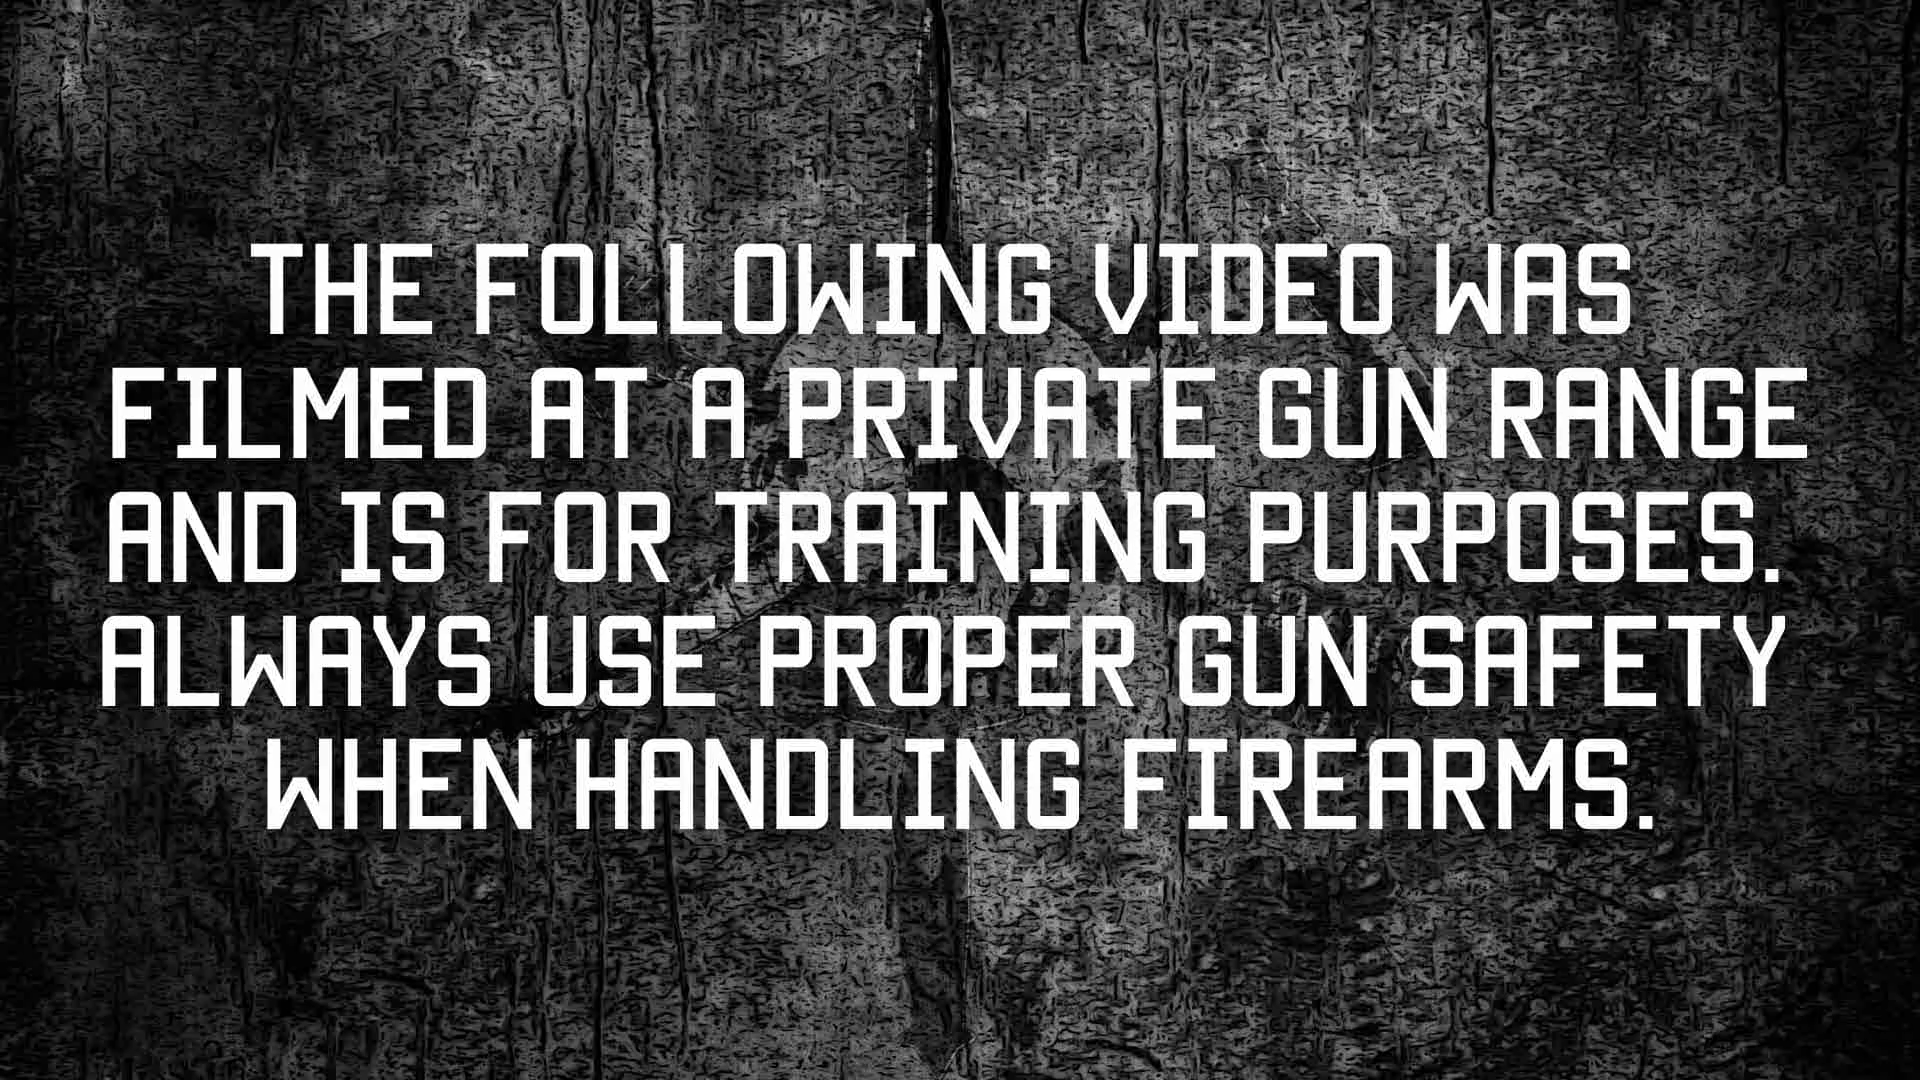 THE FOLLOWING VIDEO WAS
FILMED AT A PRIVATE GUN RANGE
AND IS FOR TRAINING PURPOSES.
ALWAYS USE PROPER GUN SAFETY
WHEN HANDLING FIREARMS.